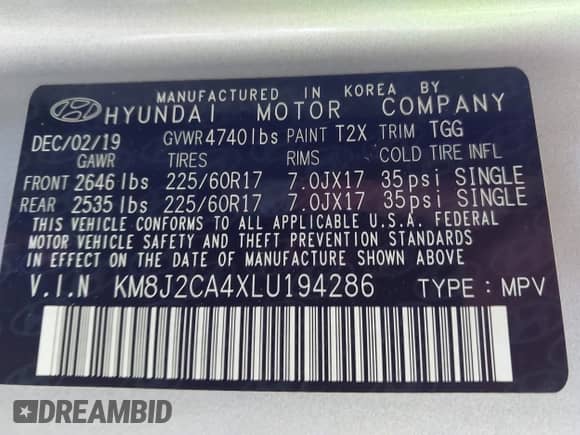 MANUFACTURED IN KOREA BY
HYUNDAI MOTOR COMPANY
DEC/02/19 GVWR 4740lbs PAINT T2X TRIM TGG
GAWR TIRES RIMS COLD TIRE INFL
FRONT 2646 lbs 225/60R17 7.0JX17 35psi SINGLE
REAR 2535 lbs 225/60R17 7.0JX17 35psi SINGLE
THIS VEHICLE CONFORMS TO ALL APPLICABLE U.S.A. FEDERAL
MOTOR VEHICLE SAFETY AND THEFT PREVENTION STANDARDS
IN EFFECT ON THE DATE OF MANUFACTURE SHOWN ABOVE
V.I.N KM8J2CA4XLU194286 TYPE : MPV
DREAMBID